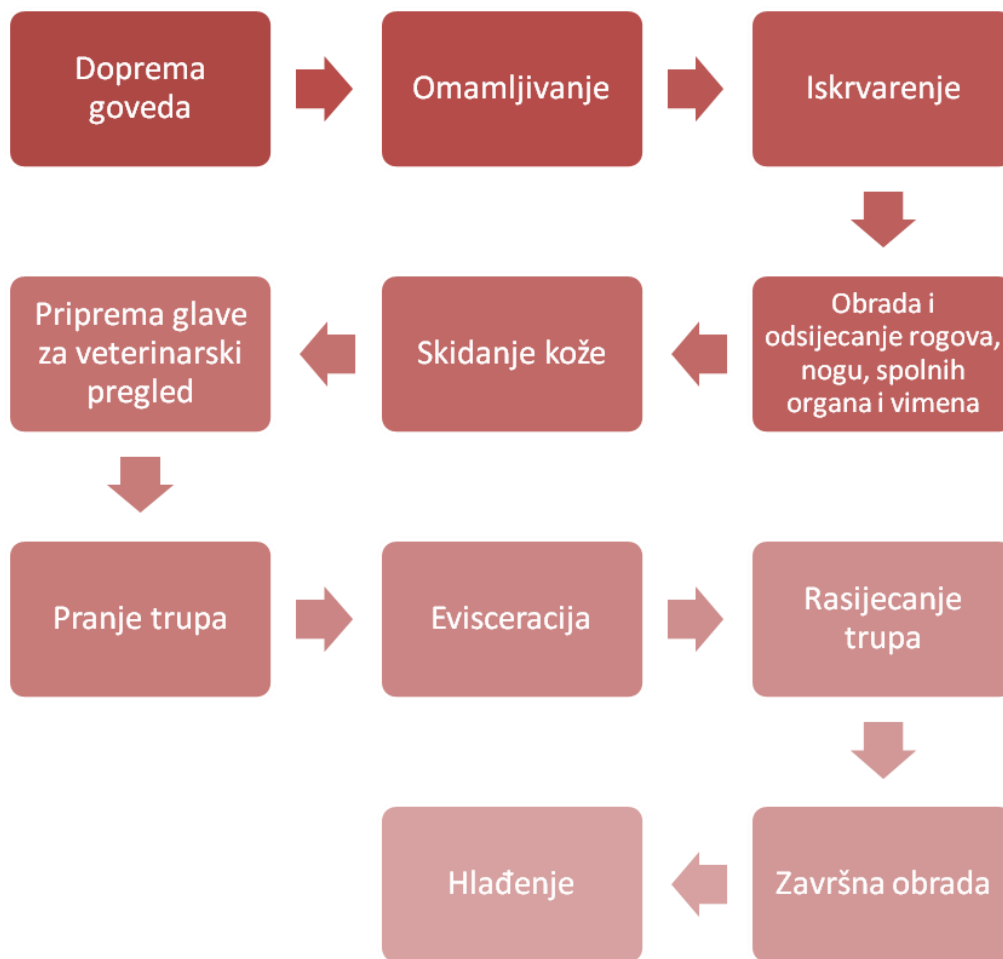 Doprema
goveda
Omamljivanje
Iskrvarenje
Obrada i
odsijecanje rogova,
nogu, spolnih
organa i vimena
Skidanje kože
Priprema glave
za veterinarski
pregled
Pranje trupa
Evisceracija
Rasijecanje
trupa
Završna obrada
Hlađenje